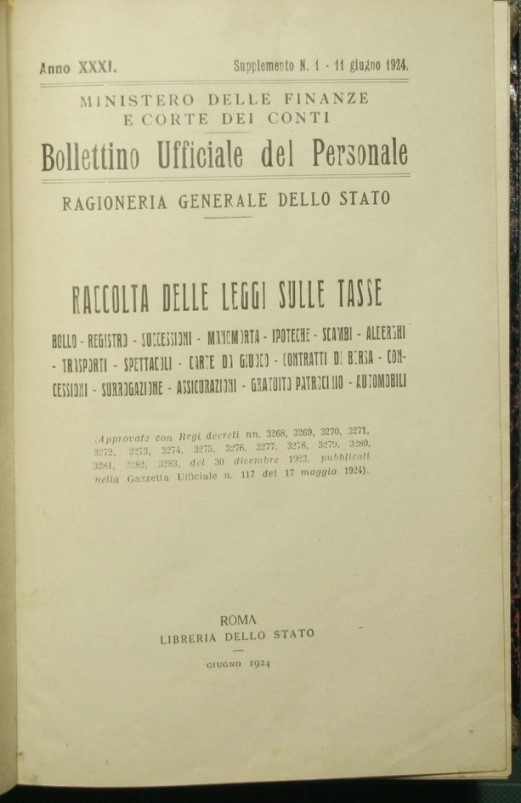 Anno XXXI.
Supplemento N. 1 - 11 giugno 1924.
MINISTERO DELLE FINANZE
E CORTE DEI CONTI
Bollettino Ufficiale del Personale
RAGIONERIA GENERALE DELLO STATO
RACCOLTA DELLE LEGGI SULLE TASSE
BOLLO - REGISTRO - SUCCESSIONI - MANOMORTA - IPOTECHE - SCAMBI - ALBERGHI
- TRASPORTI - SPETTACOLI - CARTE DA GIUOCO - CONTRATTI DI BORSA - CON-
CESSIONI - SURROGAZIONE - ASSICURAZIONI - GRATUITO PATROCINIO - AUTOMOBILI
(Approvate con Regi decreti nn. 3268, 3269, 3270, 3271,
3272, 3273, 3274, 3275, 3276, 3277, 3278, 3279, 3280,
3281, 3282, 3283, del 30 dicembre 1923, pubblicati
nella Gazzetta Ufficiale n. 117 del 17 maggio 1924).
ROMA
LIBRERIA DELLO STATO
GIUGNO 1924